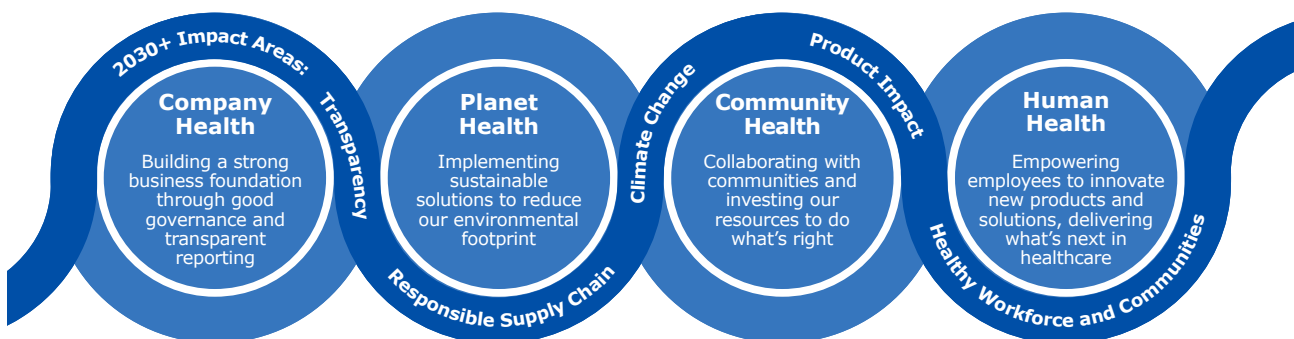 2030+ Impact Areas:
Transparency
Responsible Supply Chain
Climate Change
Product Impact
Healthy Workforce and Communities
Company
Health
Building a strong
business foundation
through good
governance and
transparent
reporting
Planet
Health
Implementing
sustainable
solutions to reduce
our environmental
footprint
Community
Health
Collaborating with
communities and
investing our
resources to do
what’s right
Human
Health
Empowering
employees to innovate
new products and
solutions, delivering
what’s next in
healthcare